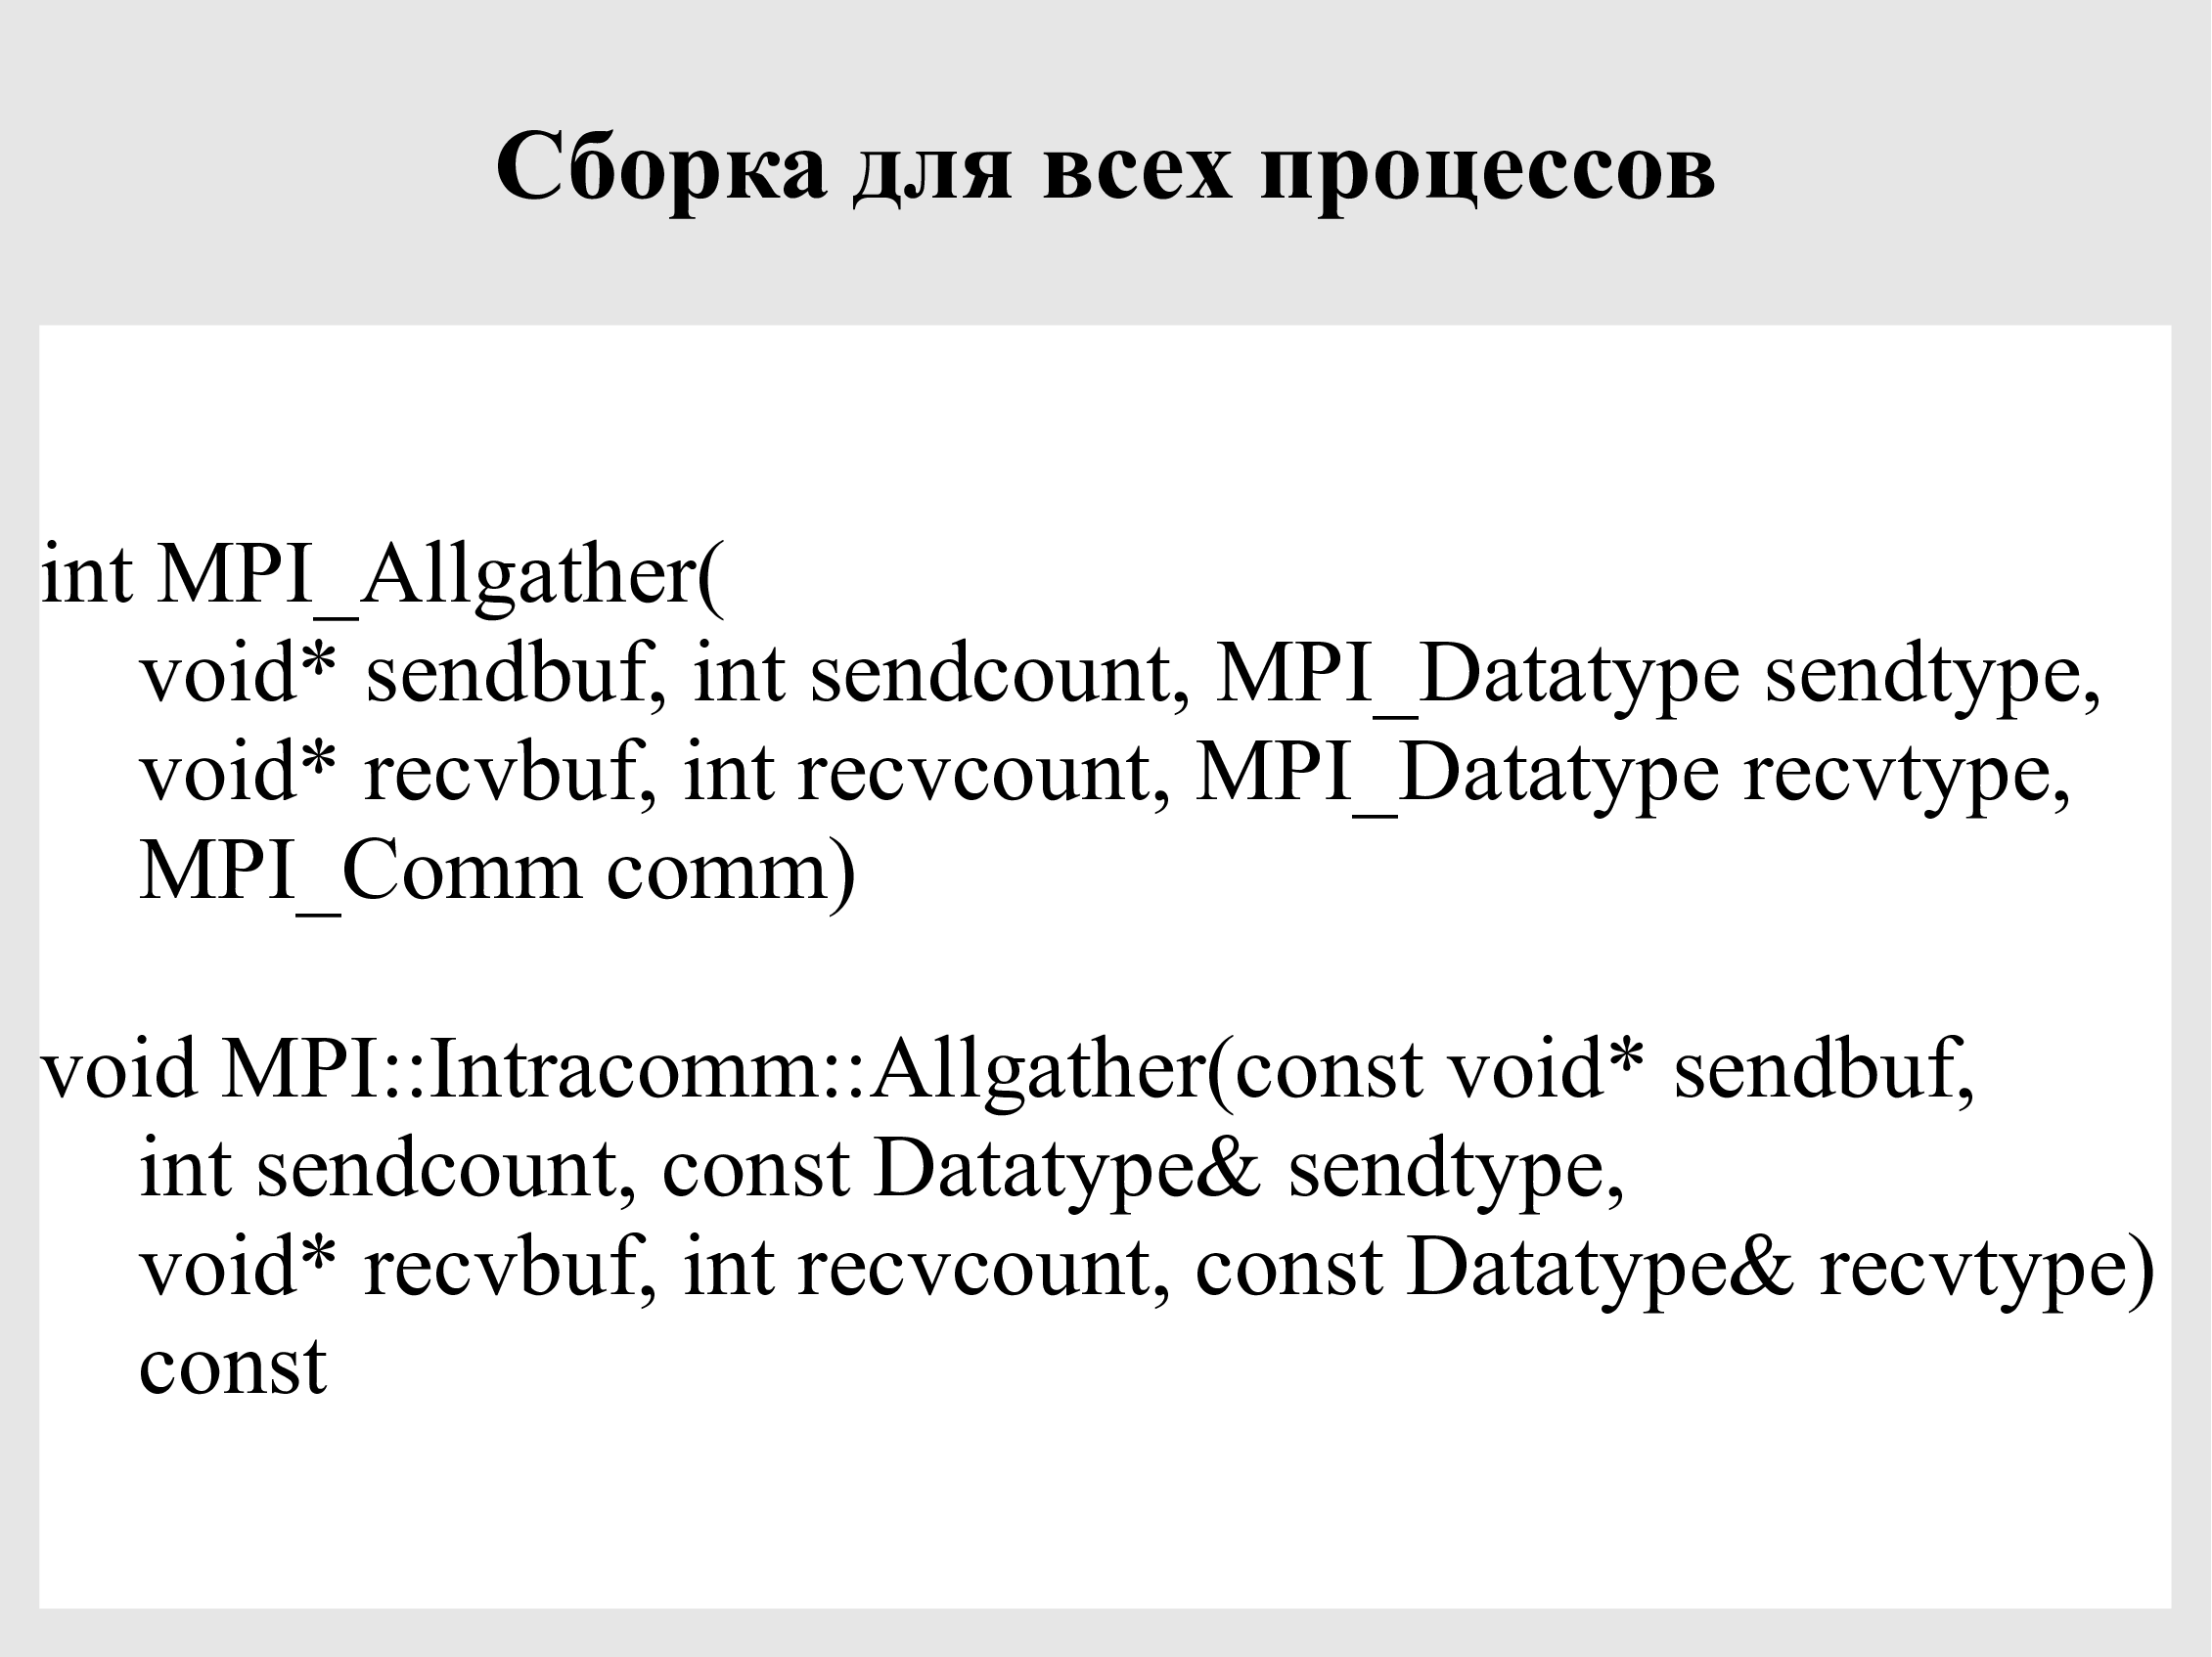 Сборка для всех процессов
int MPI_Allgather(
void* sendbuf, int sendcount, MPI_Datatype sendtype,
void* recvbuf, int recvcount, MPI_Datatype recvtype,
MPI_Comm comm)
void MPI::Intracomm::Allgather(const void* sendbuf,
int sendcount, const Datatype& sendtype,
void* recvbuf, int recvcount, const Datatype& recvtype)
const